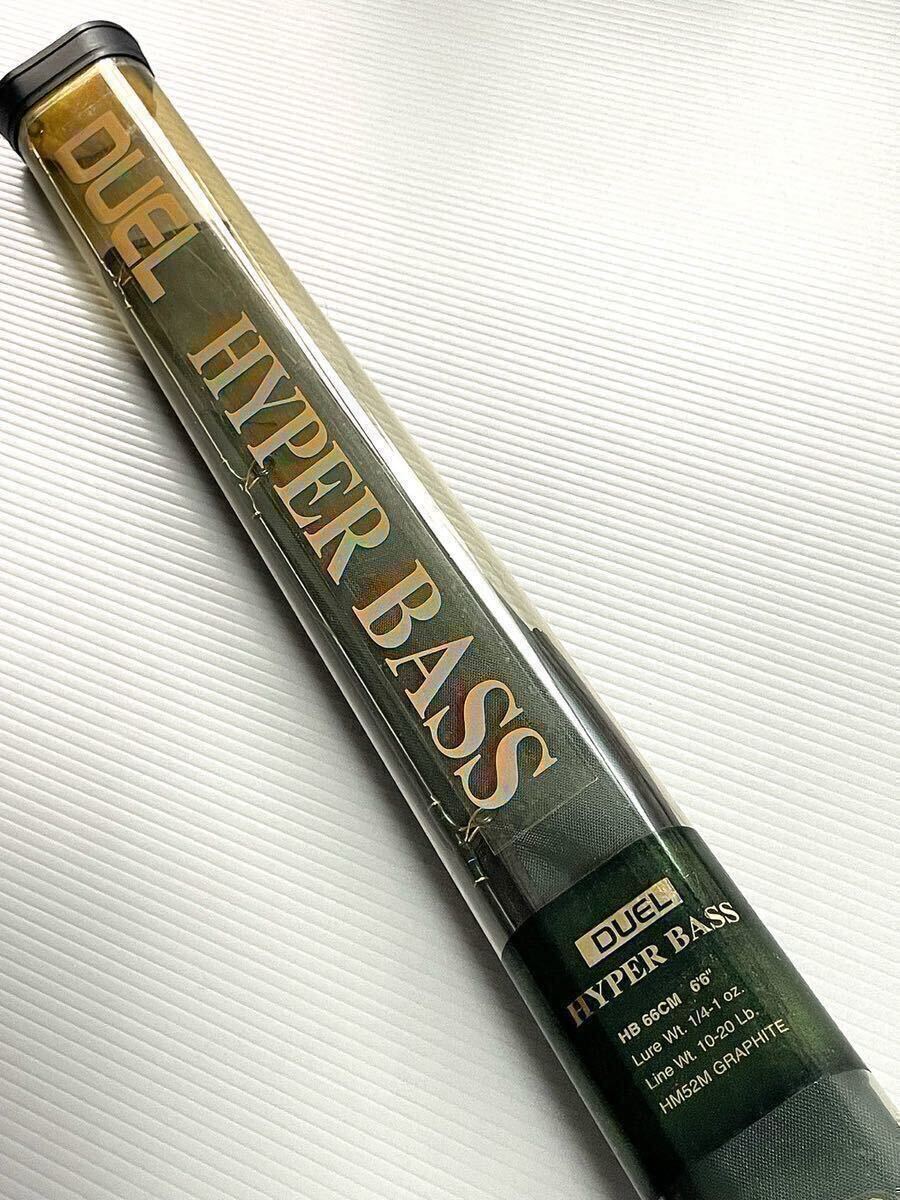 DUEL
HYPER BASS
DUEL
HYPER BASS
HB 66CM 6'6"
Lure Wt. 1/4-1 oz.
Line Wt. 10-20 Lb.
HM52M GRAPHITE